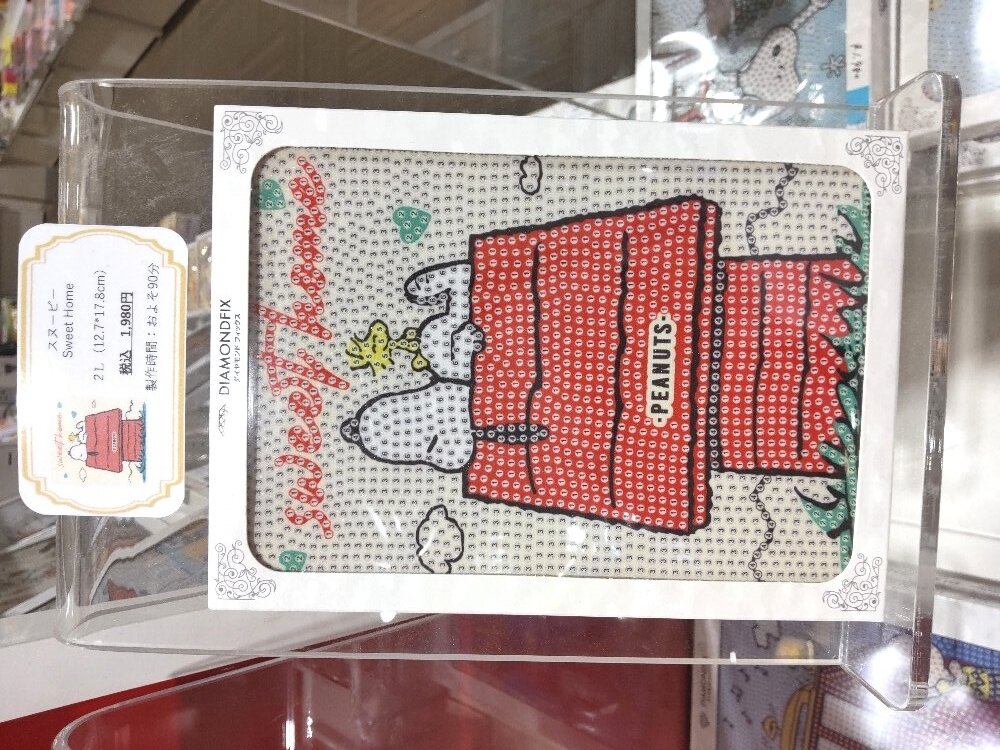 スヌーピー
Sweet Home
2L（12.7*17.8cm）
税込 1,980円
製作時間：およそ90分
DIAMONDFIX
ダイヤモンド フィックス
Sweet Home
PEANUTS